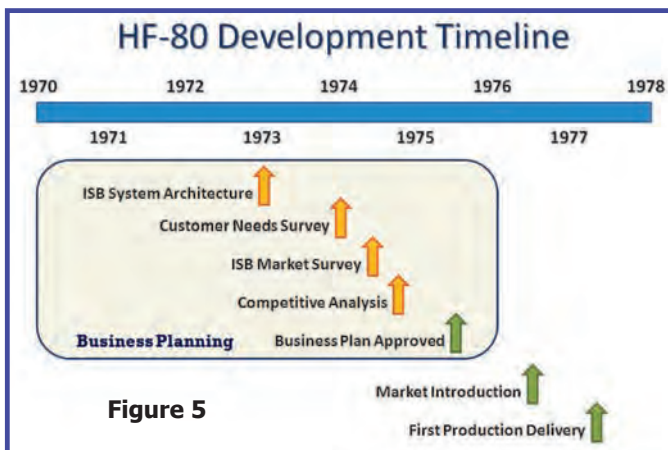 HF-80 Development Timeline
1970 1972 1974 1976 1978
1971 1973 1975 1977
ISB System Architecture
Customer Needs Survey
ISB Market Survey
Competitive Analysis
Business Planning Business Plan Approved
Market Introduction
Figure 5
First Production Delivery